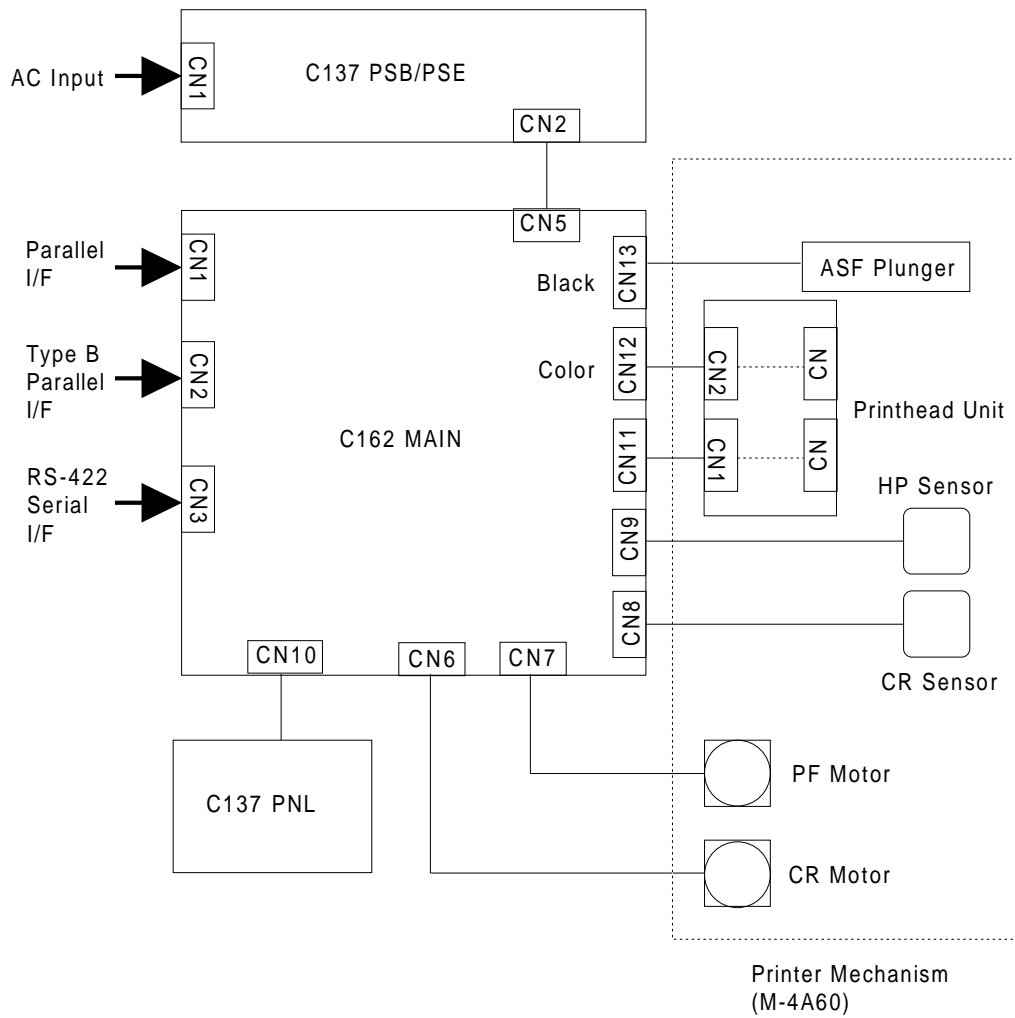 AC Input
CN1
C137 PSB/PSE
CN2
CN5
Parallel
I/F
CN1
Black
CN13
ASF Plunger
Type B
Parallel
I/F
CN2
Color
CN12
CN2
CN
Printhead Unit
C162 MAIN
CN11
CN1
CN
RS-422
Serial
I/F
CN3
HP Sensor
CN9
CN8
CR Sensor
CN10
CN6
CN7
C137 PNL
PF Motor
CR Motor
Printer Mechanism
(M-4A60)